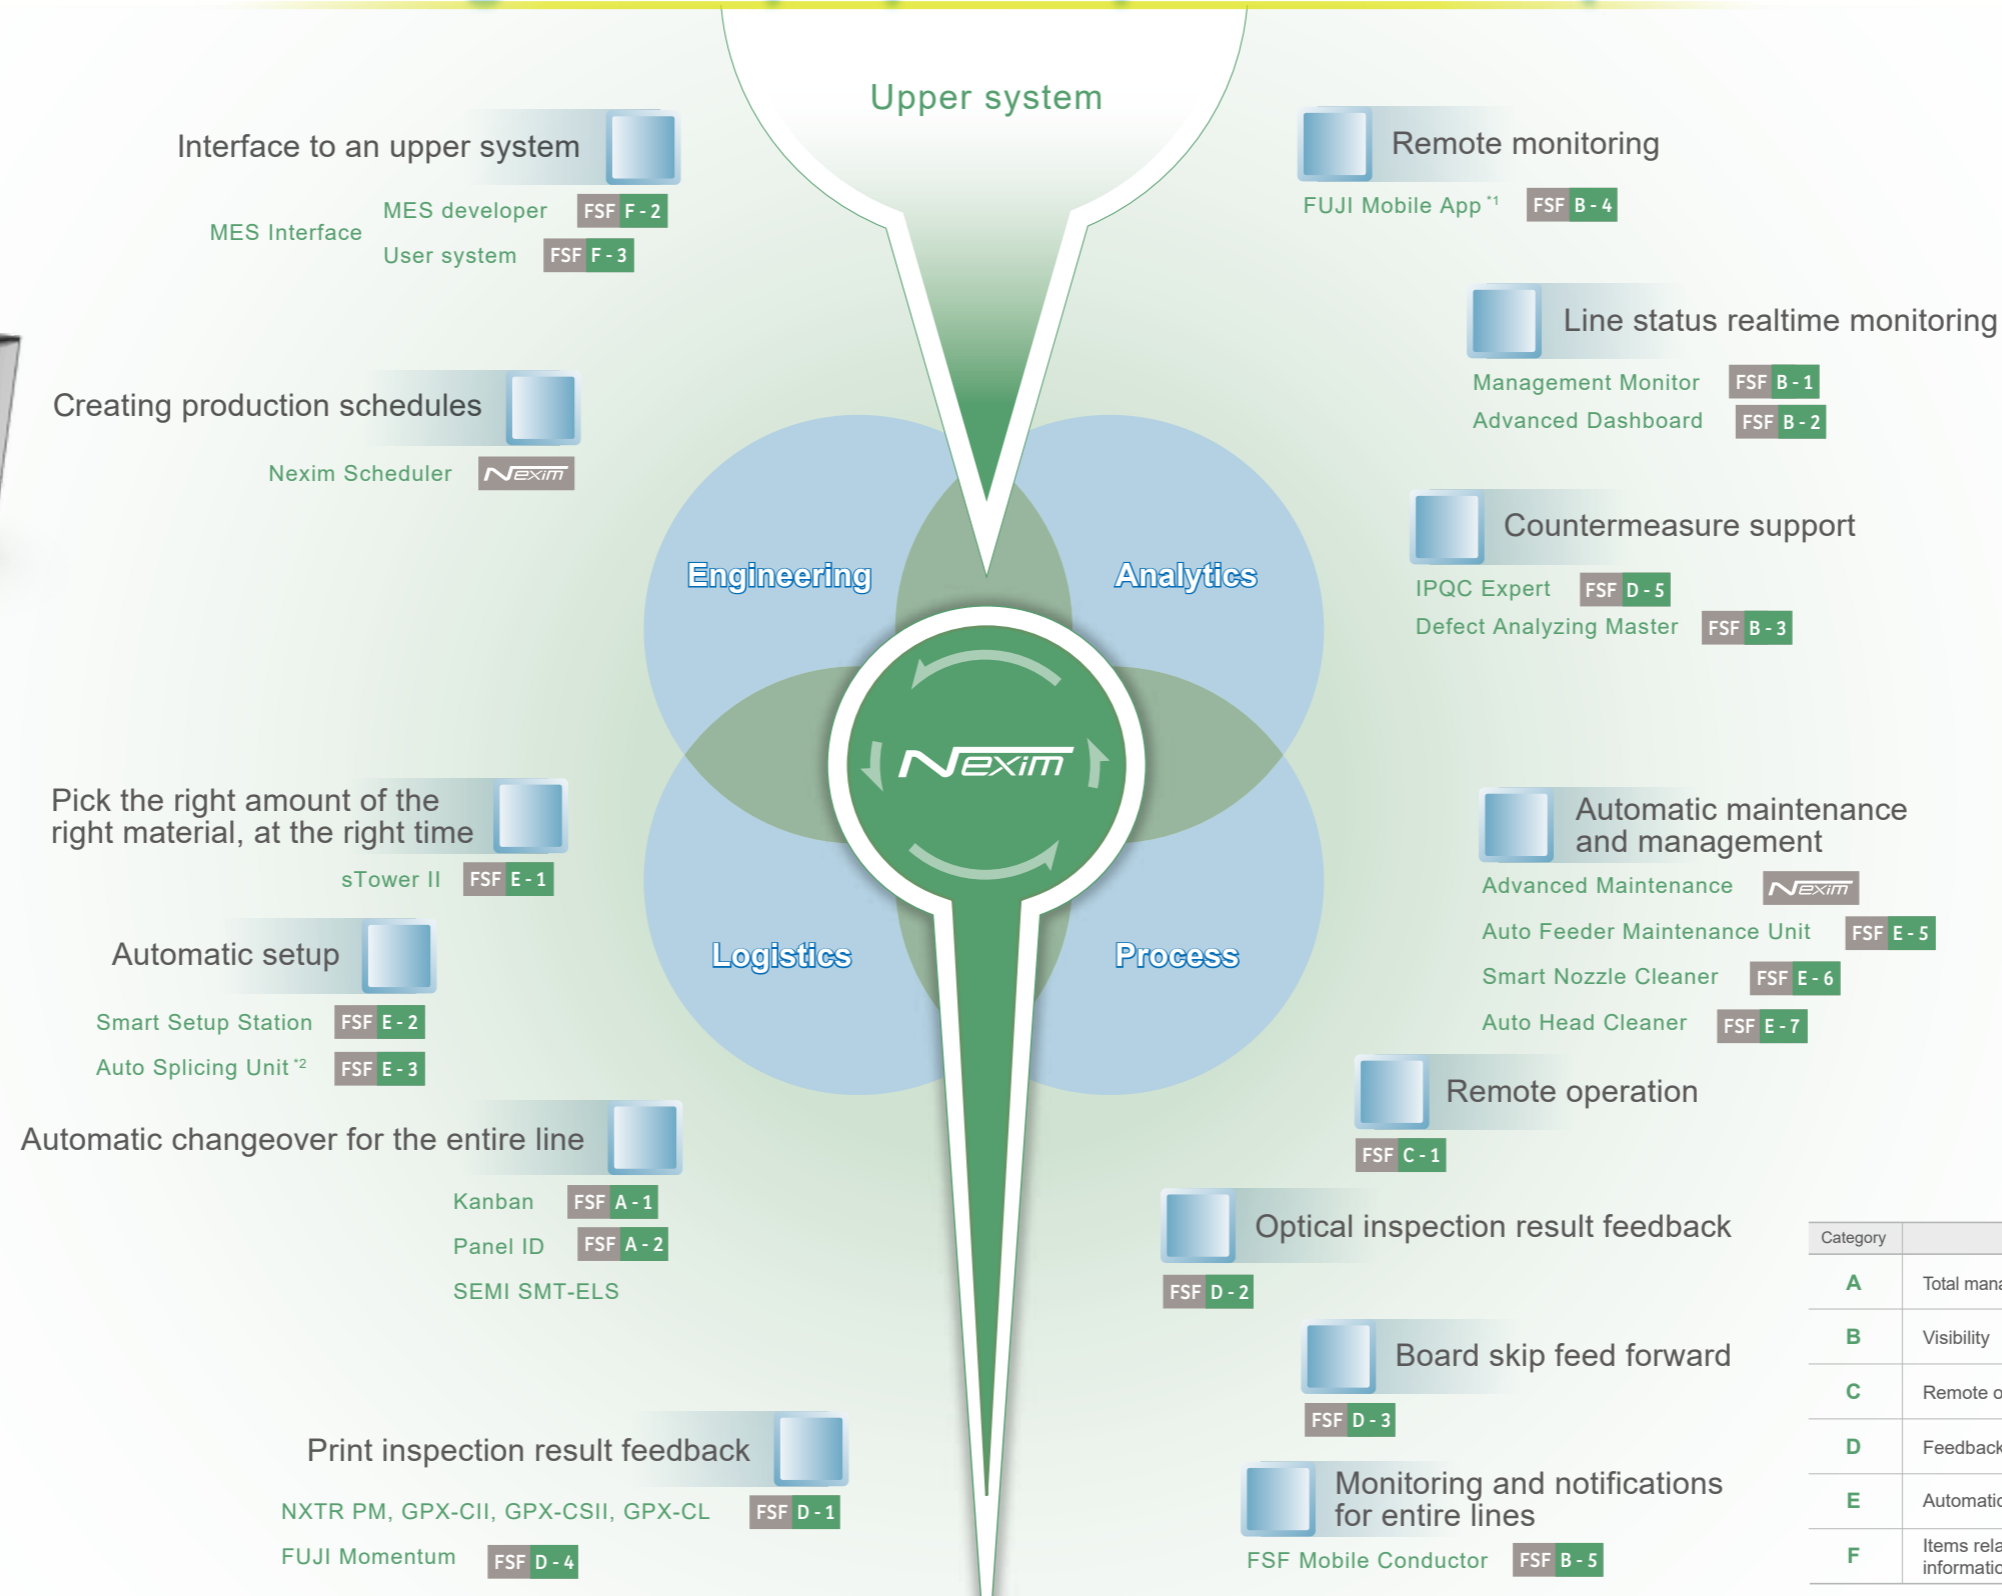 Upper system
Interface to an upper system
MES Interface
MES developer FSF F - 2
User system FSF F - 3
Creating production schedules
Nexim Scheduler Nexim
Pick the right amount of the
right material, at the right time
sTower II FSF E - 1
Automatic setup
Smart Setup Station FSF E - 2
Auto Splicing Unit *2 FSF E - 3
Automatic changeover for the entire line
Kanban FSF A - 1
Panel ID FSF A - 2
SEMI SMT-ELS
Print inspection result feedback
NXTR PM, GPX-CII, GPX-CSII, GPX-CL FSF D - 1
FUJI Momentum FSF D - 4
Engineering
Analytics
Nexim
Logistics
Process
Remote monitoring
FUJI Mobile App *1 FSF B - 4
Line status realtime monitoring
Management Monitor FSF B - 1
Advanced Dashboard FSF B - 2
Countermeasure support
IPQC Expert FSF D - 5
Defect Analyzing Master FSF B - 3
Automatic maintenance
and management
Advanced Maintenance Nexim
Auto Feeder Maintenance Unit FSF E - 5
Smart Nozzle Cleaner FSF E - 6
Auto Head Cleaner FSF E - 7
Remote operation
FSF C - 1
Optical inspection result feedback
FSF D - 2
Board skip feed forward
FSF D - 3
Monitoring and notifications
for entire lines
FSF Mobile Conductor FSF B - 5
Category
A Total
B Visibility
C Remote
D Feedback
E
F Items